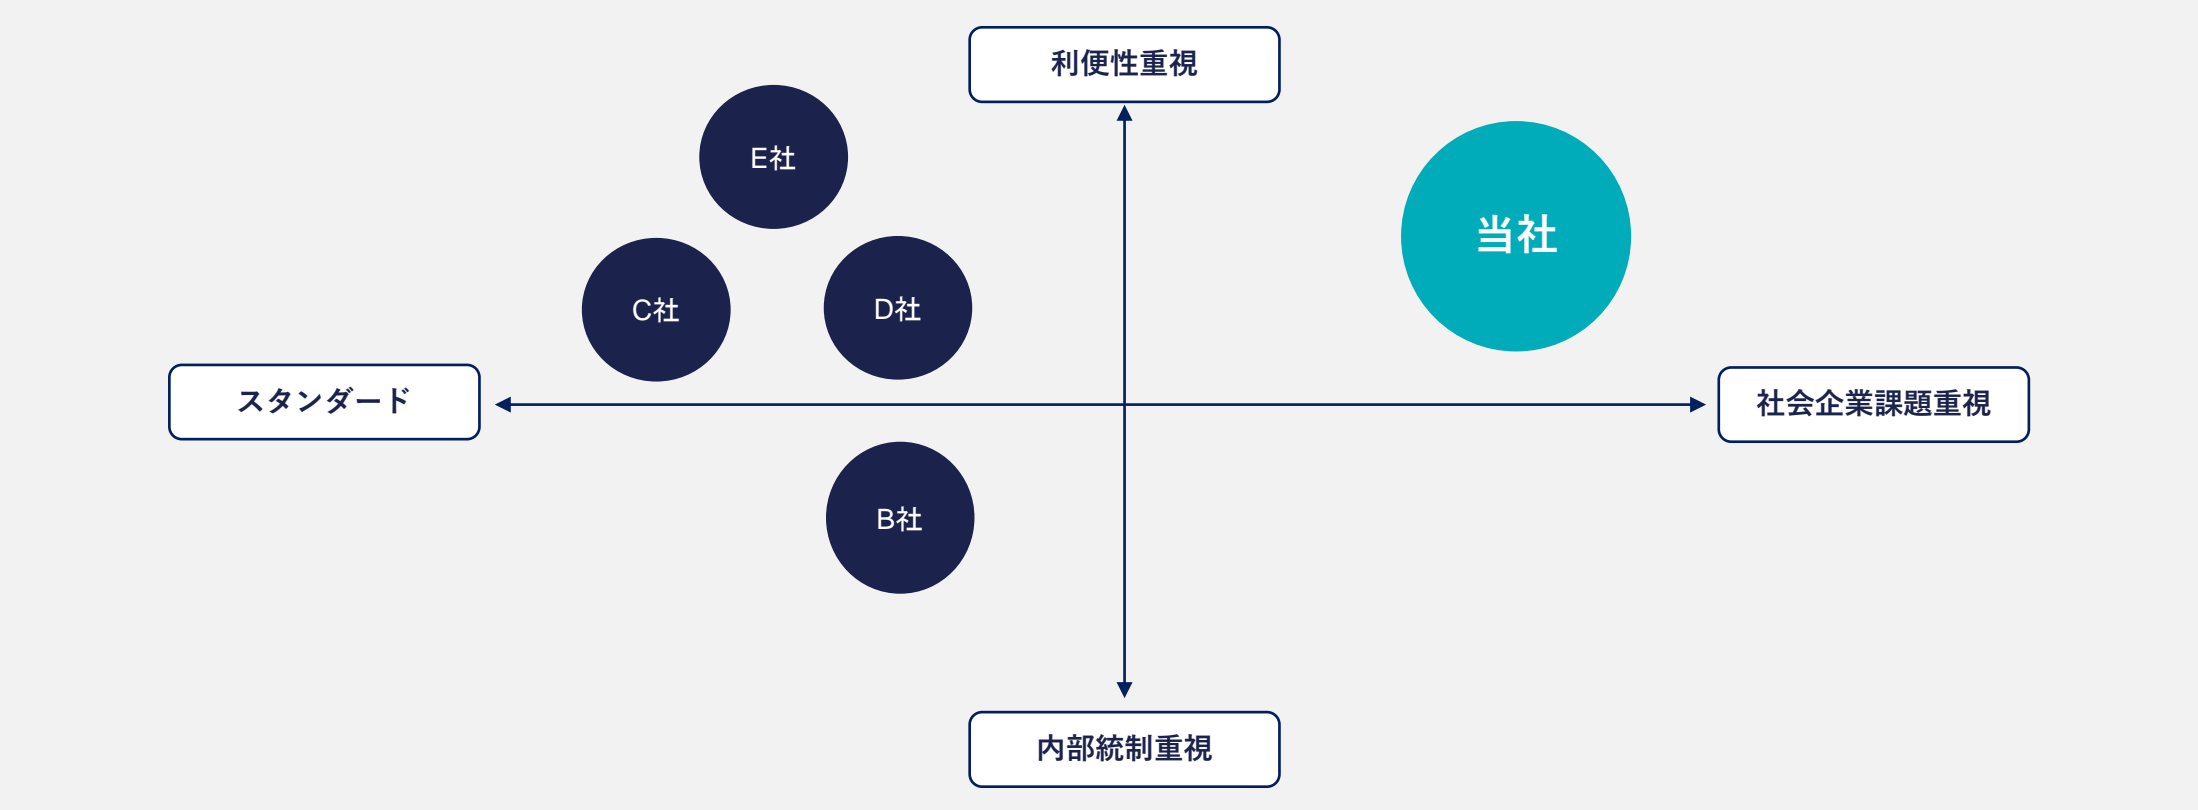 利便性重視
E社
当社
C社
D社
スタンダード
社会企業課題重視
B社
内部統制重視